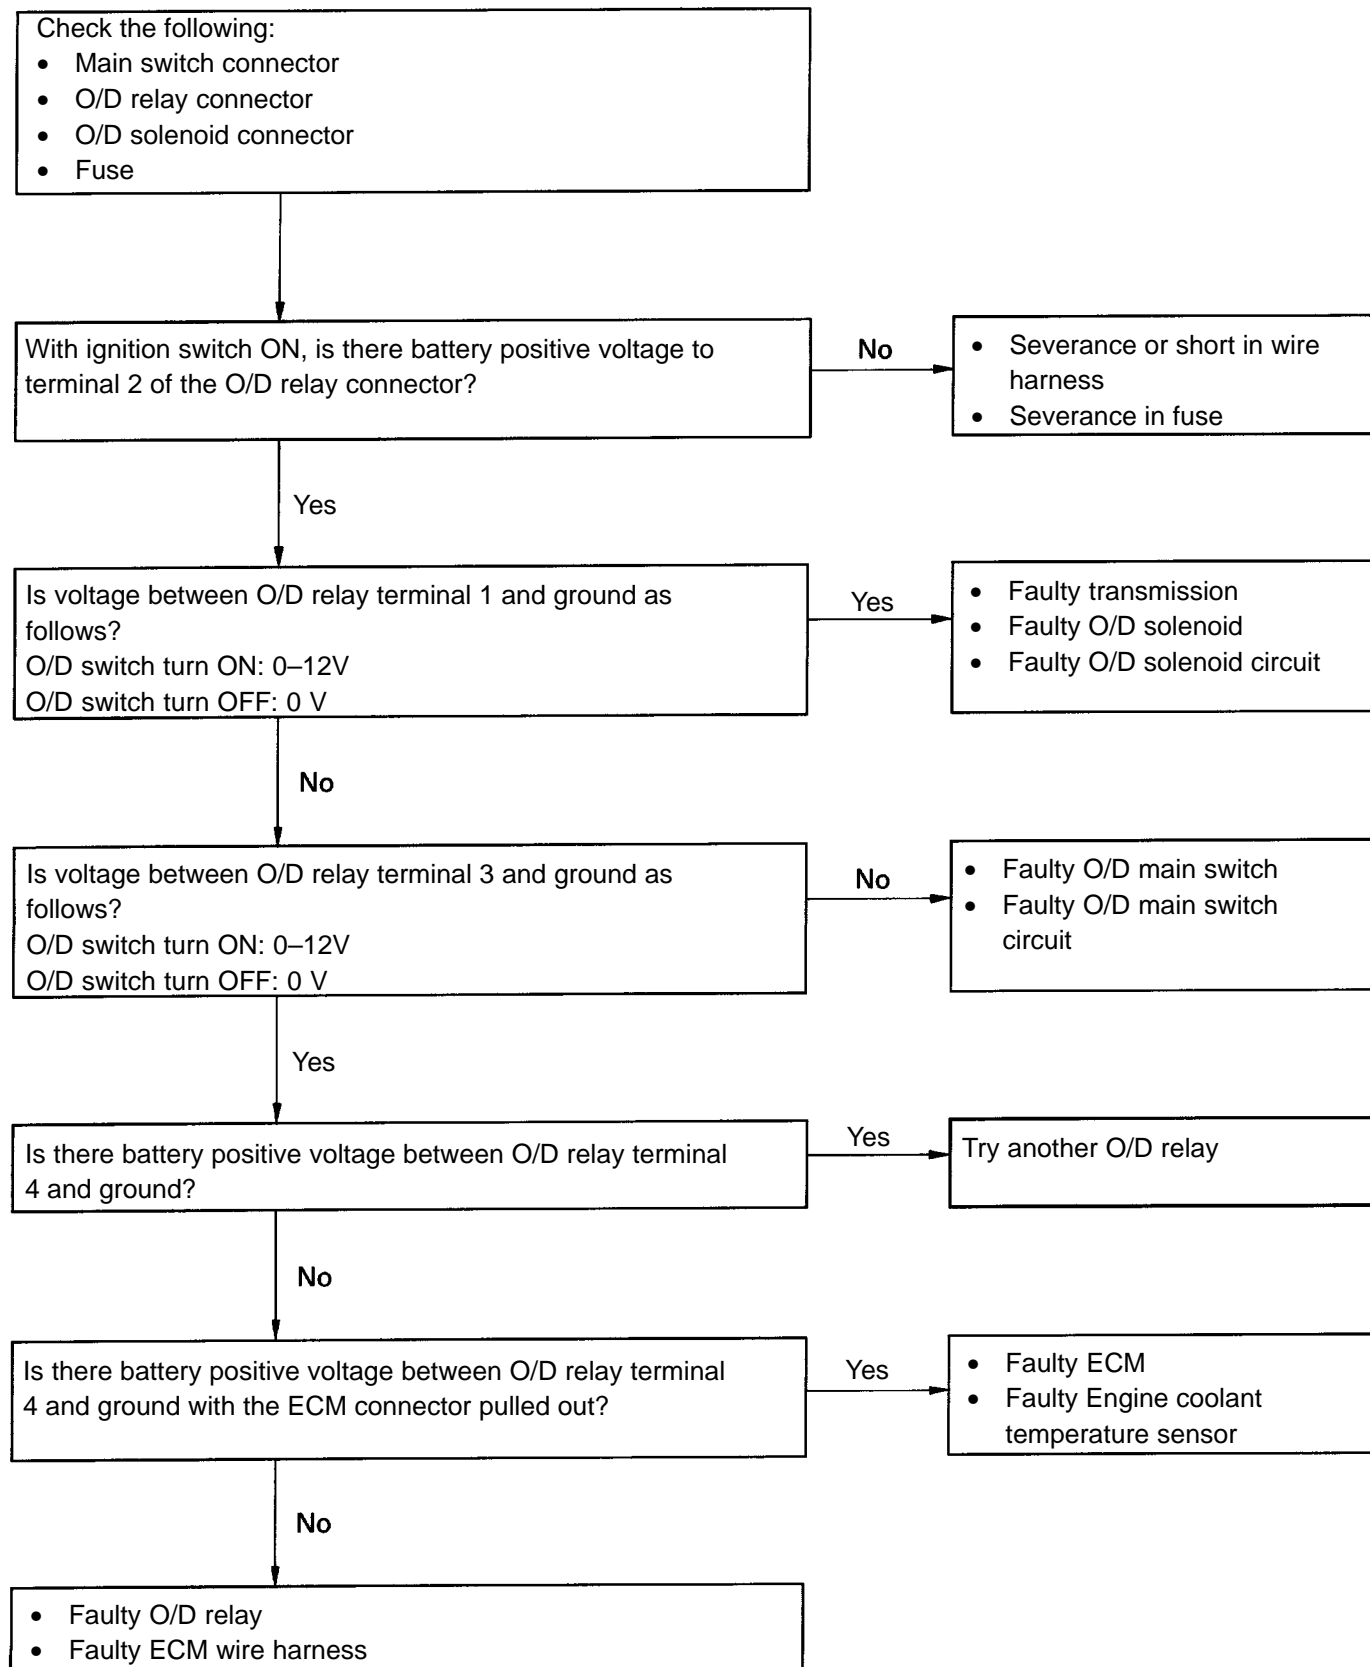 Check the following:
• Main switch connector
• O/D relay connector
• O/D solenoid connector
• Fuse
With ignition switch ON, is there battery positive voltage to
terminal 2 of the O/D relay connector?
No
• Severance or short in wire
harness
• Severance in fuse
Yes
Is voltage between O/D relay terminal 1 and ground as
follows?
O/D switch turn ON: 0–12V
O/D switch turn OFF: 0 V
Yes
• Faulty transmission
• Faulty O/D solenoid
• Faulty O/D solenoid circuit
No
Is voltage between O/D relay terminal 3 and ground as
follows?
O/D switch turn ON: 0–12V
O/D switch turn OFF: 0 V
No
• Faulty O/D main switch
• Faulty O/D main switch
circuit
Yes
Is there battery positive voltage between O/D relay terminal
4 and ground?
Yes
Try another O/D relay
No
Is there battery positive voltage between O/D relay terminal
4 and ground with the ECM connector pulled out?
Yes
• Faulty ECM
• Faulty Engine coolant
temperature sensor
No
• Faulty O/D relay
• Faulty ECM wire harness